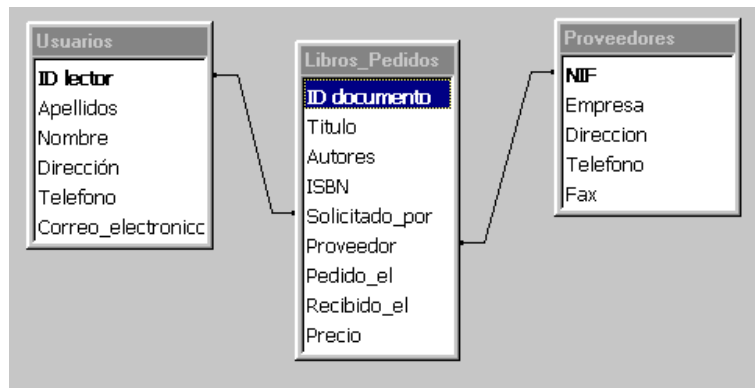 Usuarios
ID lector
Apellidos
Nombre
Dirección
Telefono
Correo_electronicc
Libros_Pedidos
ID documento
Titulo
Autores
ISBN
Solicitado_por
Proveedor
Pedido_el
Recibido_el
Precio
Proveedores
NIF
Empresa
Direccion
Telefono
Fax